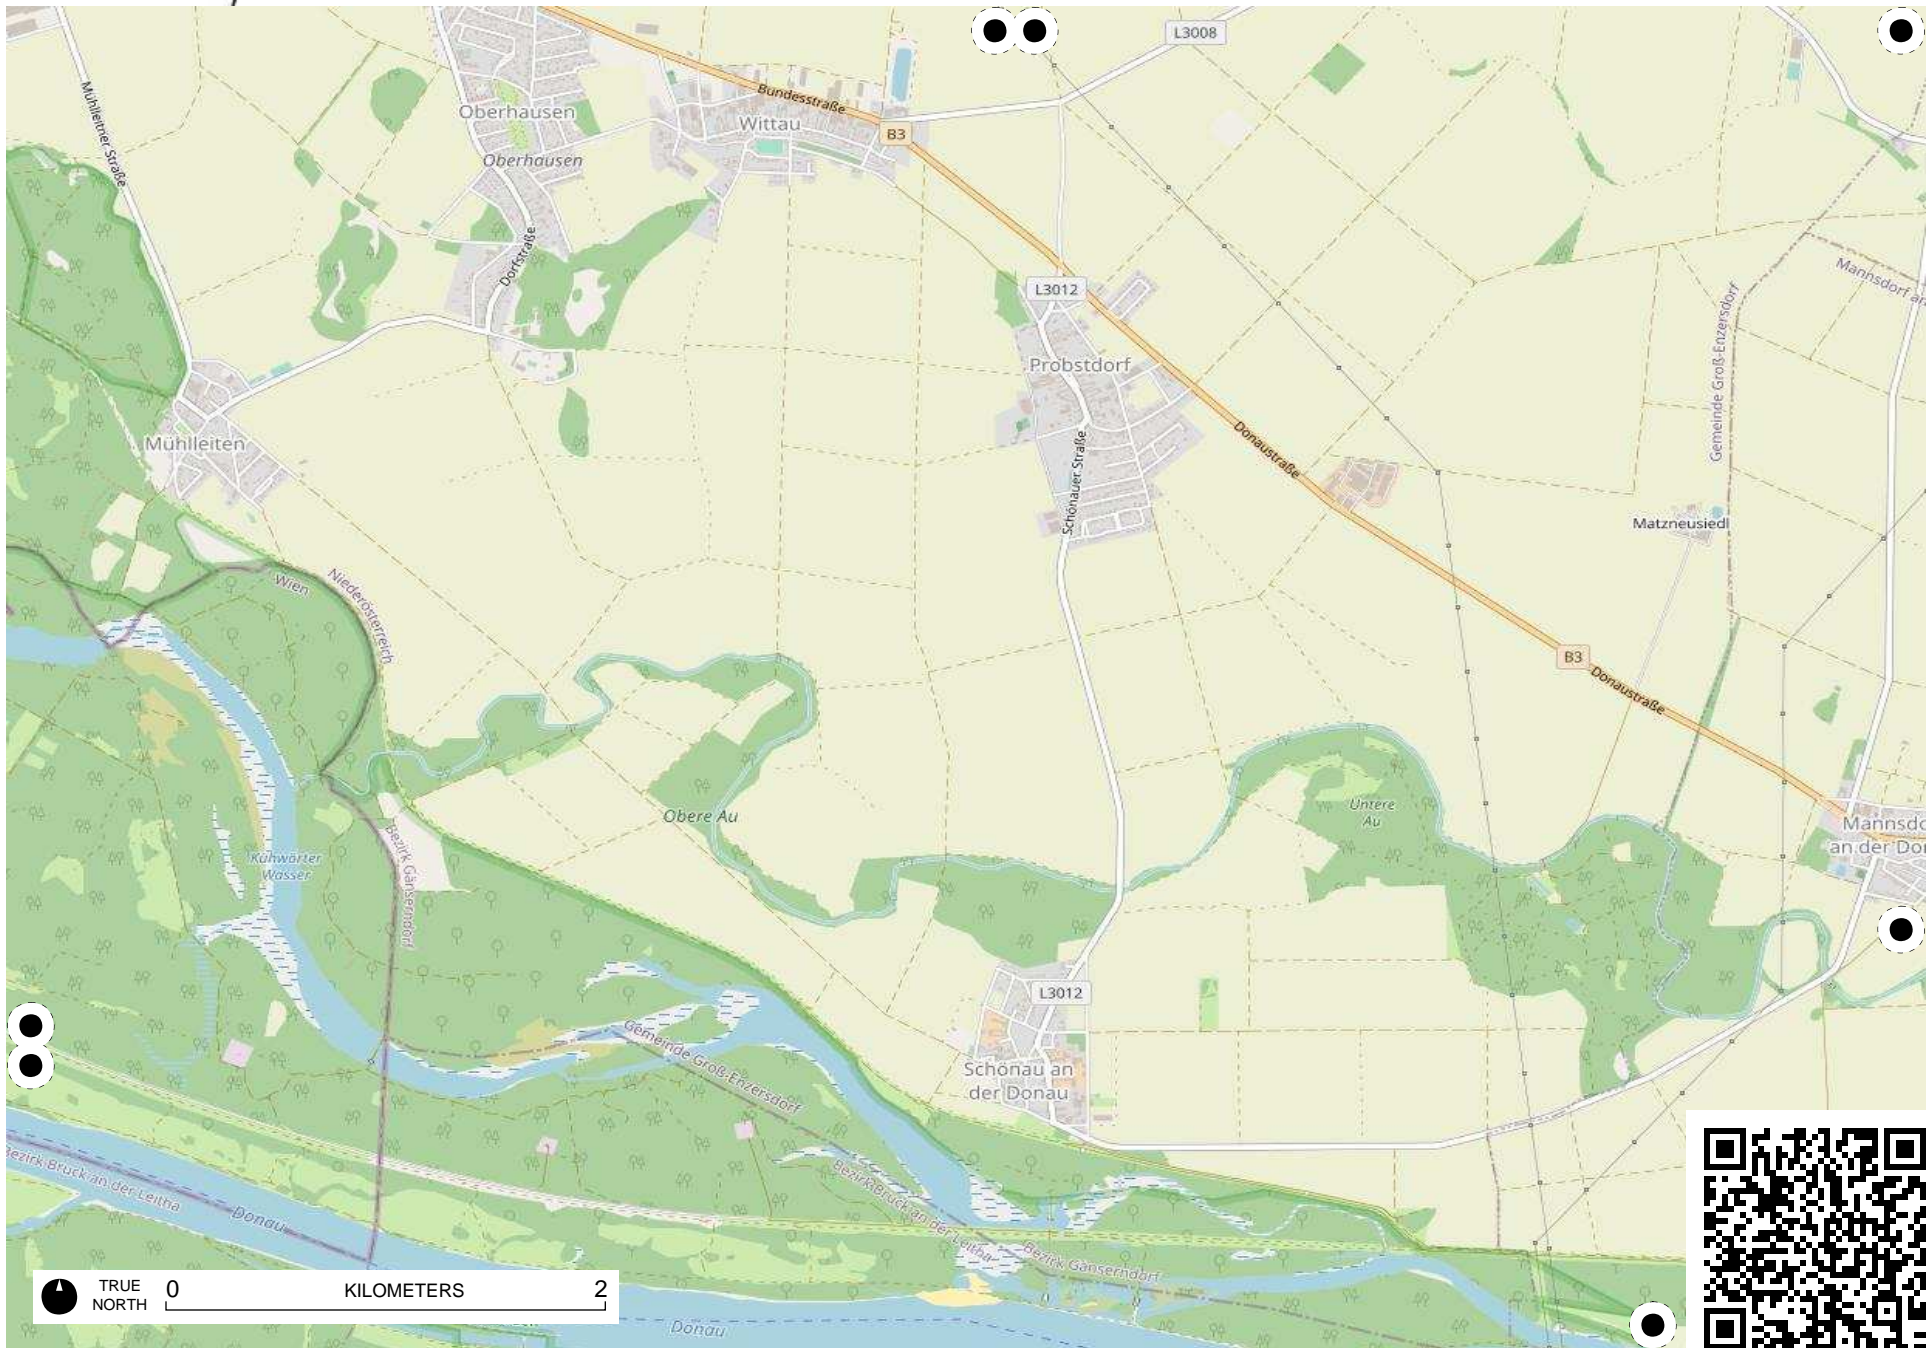 L3008
Mühlleitner Straße
Oberhausen
Bundesstraße
Wittau
B3
Oberhausen
Dorfstraße
Mannsdorf an
L3012
Gemeinde Groß-Enzersdorf
Probstdorf
Mühlleiten
Donaustraße
Schönauer Straße
Matzneusiedl
Wien
Niederösterreich
B3
Donaustraße
Untere
Au
Obere Au
Mannsdo
an der Don
Kühwörter
Wasser
Bezirk Gänserndorf
L3012
Gemeinde Groß-Enzersdorf
Schönau an
der Donau
Bezirk Bruck an der Leitha
Donau
Bezirk Bruck an der Leitha
Bezirk Gänserndorf
TRUE
NORTH
0 KILOMETERS 2
Donau